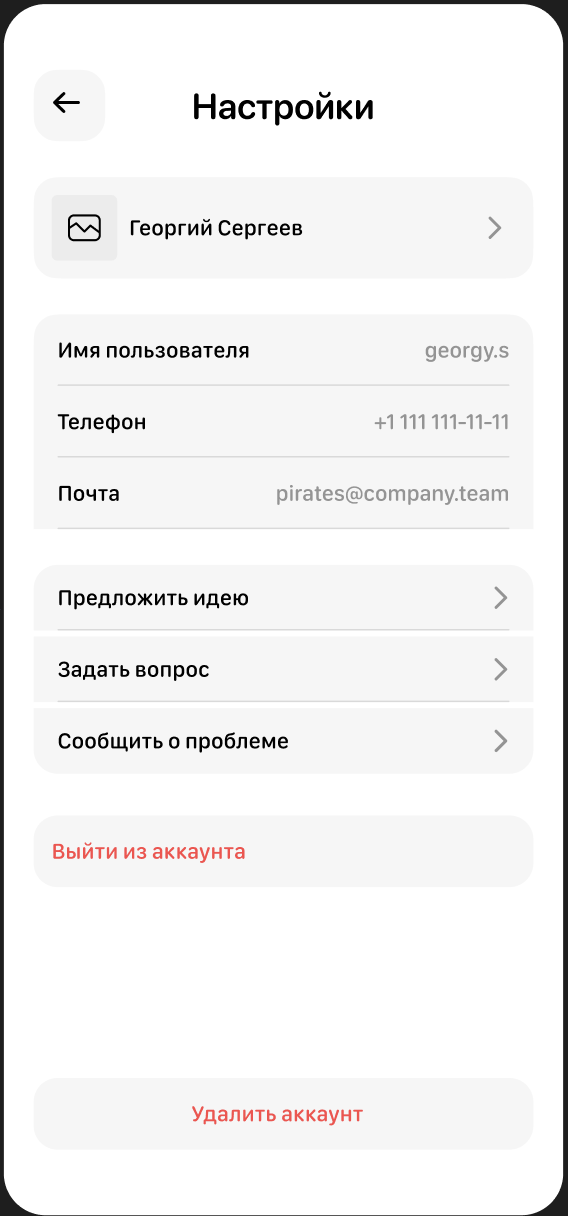 Настройки
Георгий Сергеев
Имя пользователя georgy.s
Телефон +1 111 111-11-11
Почта pirates@company.team
Предложить идею
Задать вопрос
Сообщить о проблеме
Выйти из аккаунта
Удалить аккаунт